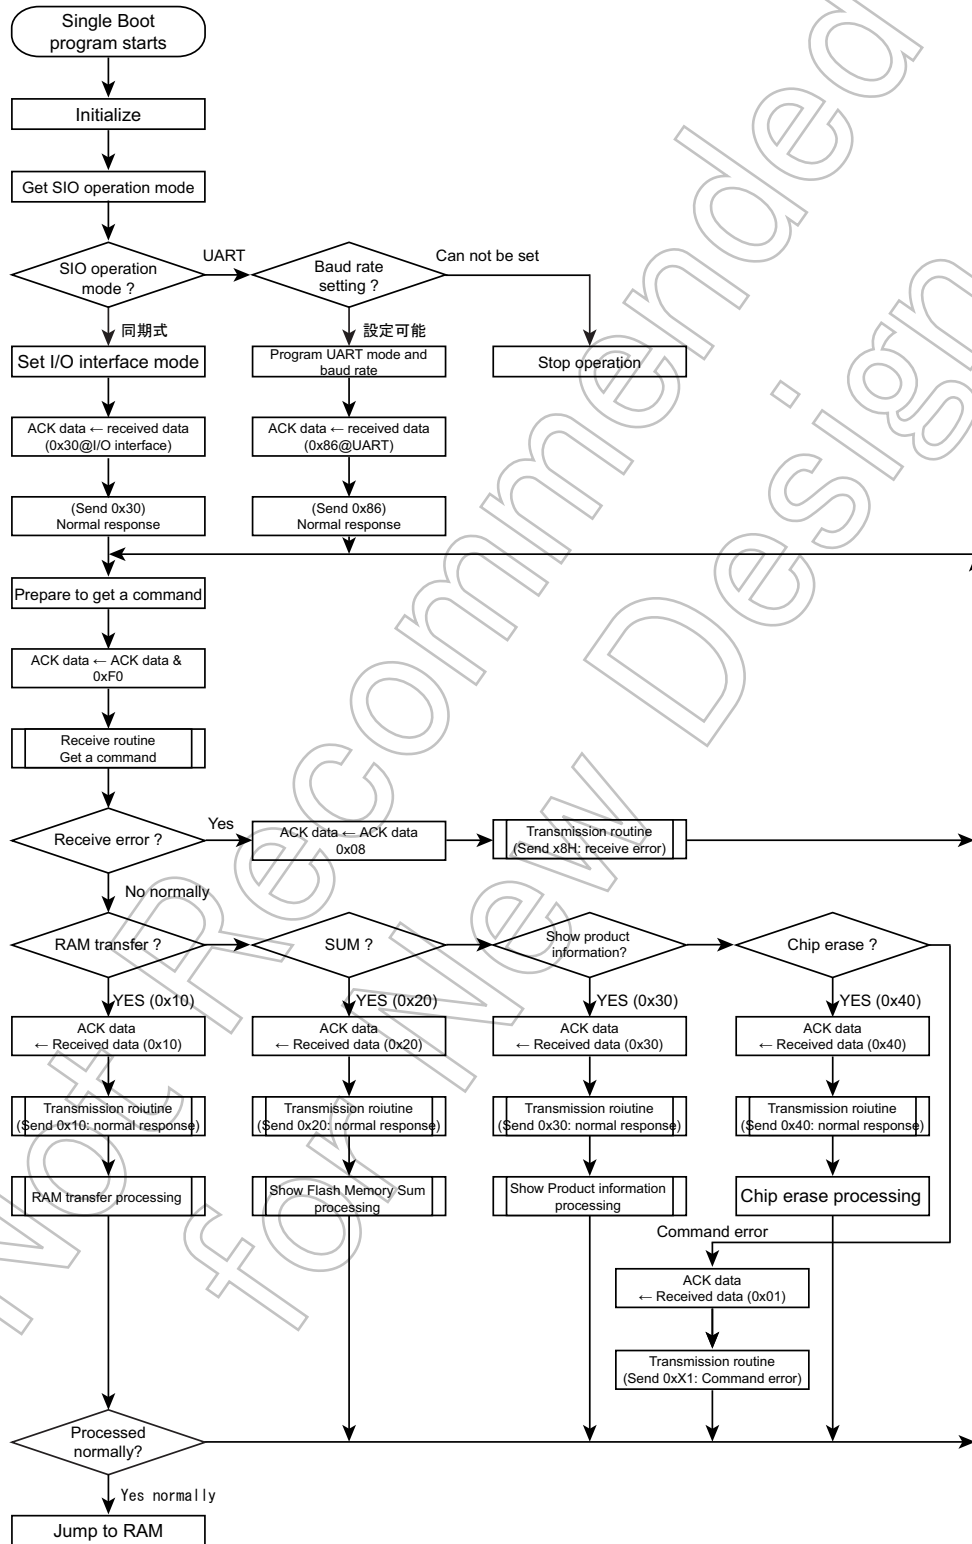 Single Boot
program starts
Initialize
Get SIO operation mode
SIO operation
mode ?
UART
Baud rate
setting ?
Can not be set
同期式
設定可能
Set I/O interface mode
Program UART mode and
baud rate
Stop operation
ACK data ← received data
(0x30@I/O interface)
ACK data ← received data
(0x86@UART)
(Send 0x30)
Normal response
(Send 0x86)
Normal response
Prepare to get a command
ACK data ← ACK data &
0xF0
Receive routine
Get a command
Receive error ?
Yes
ACK data ← ACK data
0x08
Transmission routine
(Send x8H: receive error)
No normally
RAM transfer ?
SUM ?
Show product
information?
Chip erase ?
YES (0x10)
YES (0x20)
YES (0x30)
YES (0x40)
ACK data
← Received data (0x10)
ACK data
← Received data (0x20)
ACK data
← Received data (0x30)
ACK data
← Received data (0x40)
Transmission roiutine
(Send 0x10: normal response)
Transmission roiutine
(Send 0x20: normal response)
Transmission roiutine
(Send 0x30: normal response)
Transmission roiutine
(Send 0x40: normal response)
RAM transfer processing
Show Flash Memory Sum
processing
Show Product information
processing
Chip erase processing
Command error
ACK data
← Received data (0x01)
Transmission routine
(Send 0xX1: Command error)
Processed
normally?
Yes normally
Jump to RAM
Not Recommended
for New Design